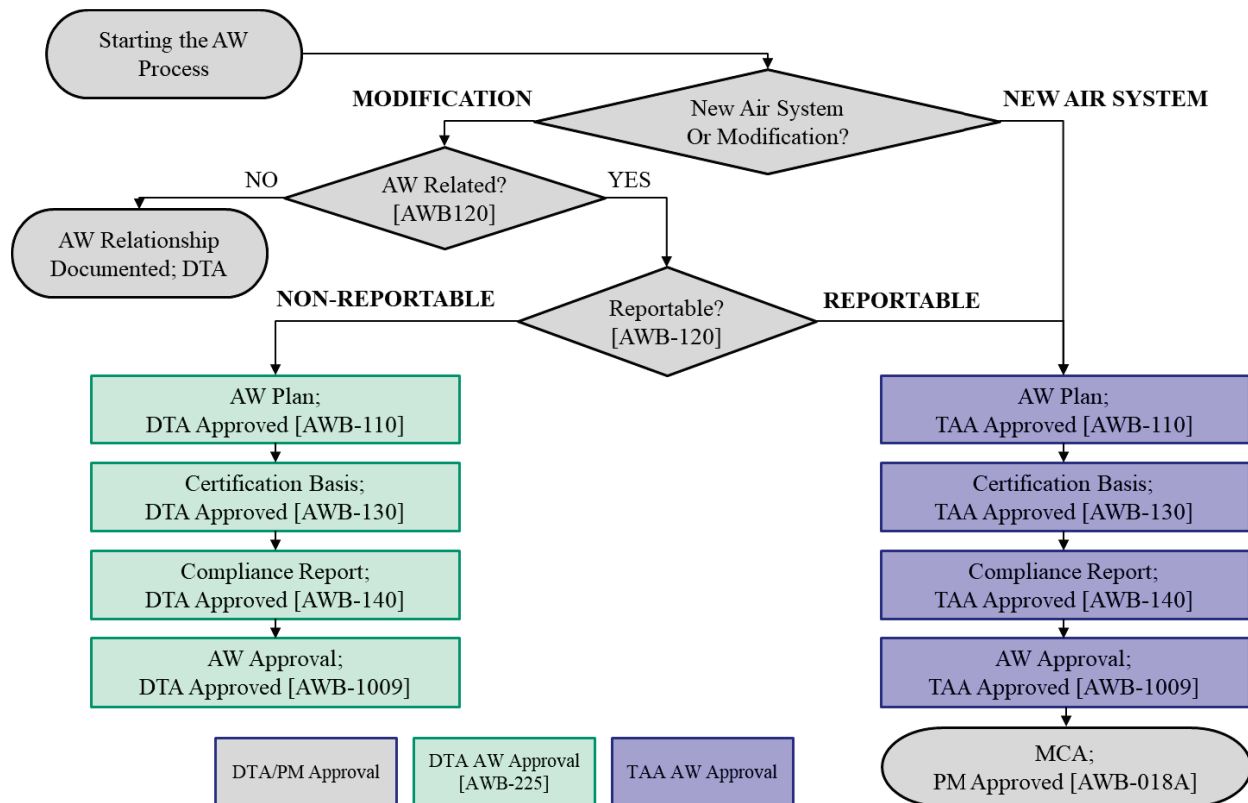 Starting the AW
Process
MODIFICATION
NEW AIR SYSTEM
New Air System
Or Modification?
NO
AW Related?
[AWB120]
YES
AW Relationship
Documented; DTA
NON-REPORTABLE
Reportable?
[AWB-120]
REPORTABLE
AW Plan;
DTA Approved [AWB-110]
Certification Basis;
DTA Approved [AWB-130]
Compliance Report;
DTA Approved [AWB-140]
AW Approval;
DTA Approved [AWB-1009]
AW Plan;
TAA Approved [AWB-110]
Certification Basis;
TAA Approved [AWB-130]
Compliance Report;
TAA Approved [AWB-140]
AW Approval;
TAA Approved [AWB-1009]
MCA;
PM Approved [AWB-018A]
DTA/PM Approval
DTA AW Approval
[AWB-225]
TAA AW Approval